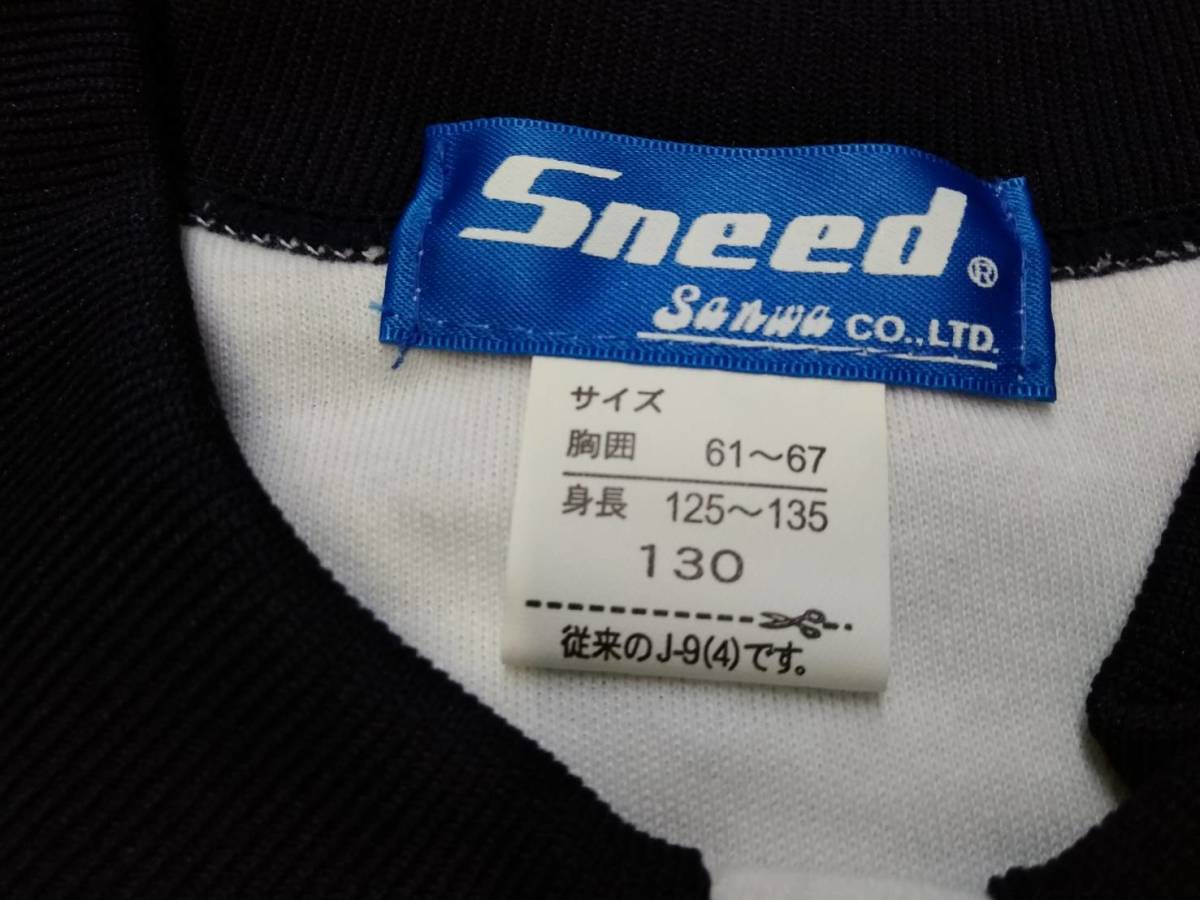 Sneed ®
Sanwa CO.,LTD.
サイズ
胸囲 61～67
身長 125～135
130
従来のJ-9(4)です。